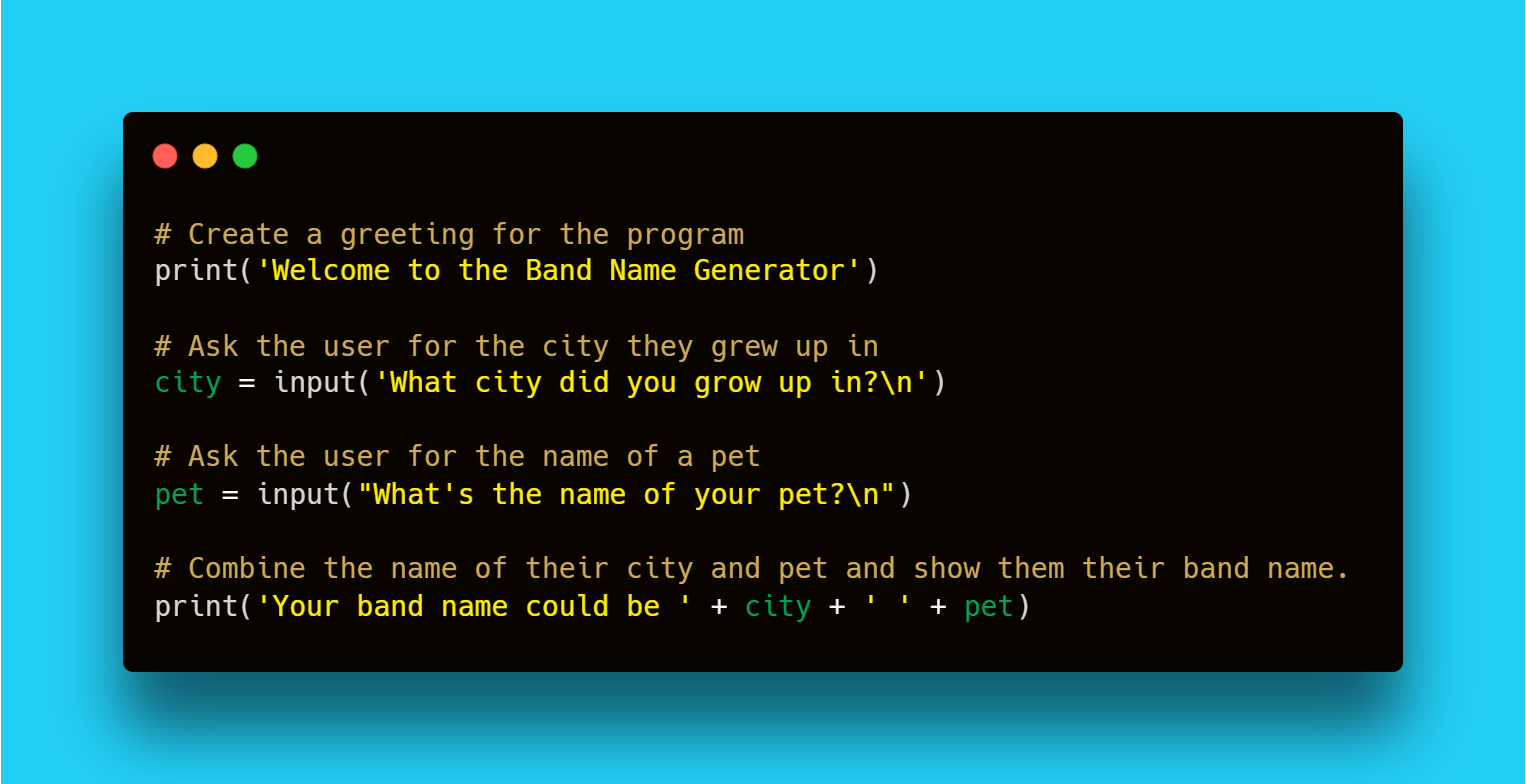 # Create a greeting for the program
print('Welcome to the Band Name Generator')
# Ask the user for the city they grew up in
city = input('What city did you grow up in?\n')
# Ask the user for the name of a pet
pet = input("What's the name of your pet?\n")
# Combine the name of their city and pet and show them their band name.
print('Your band name could be ' + city + ' ' + pet)